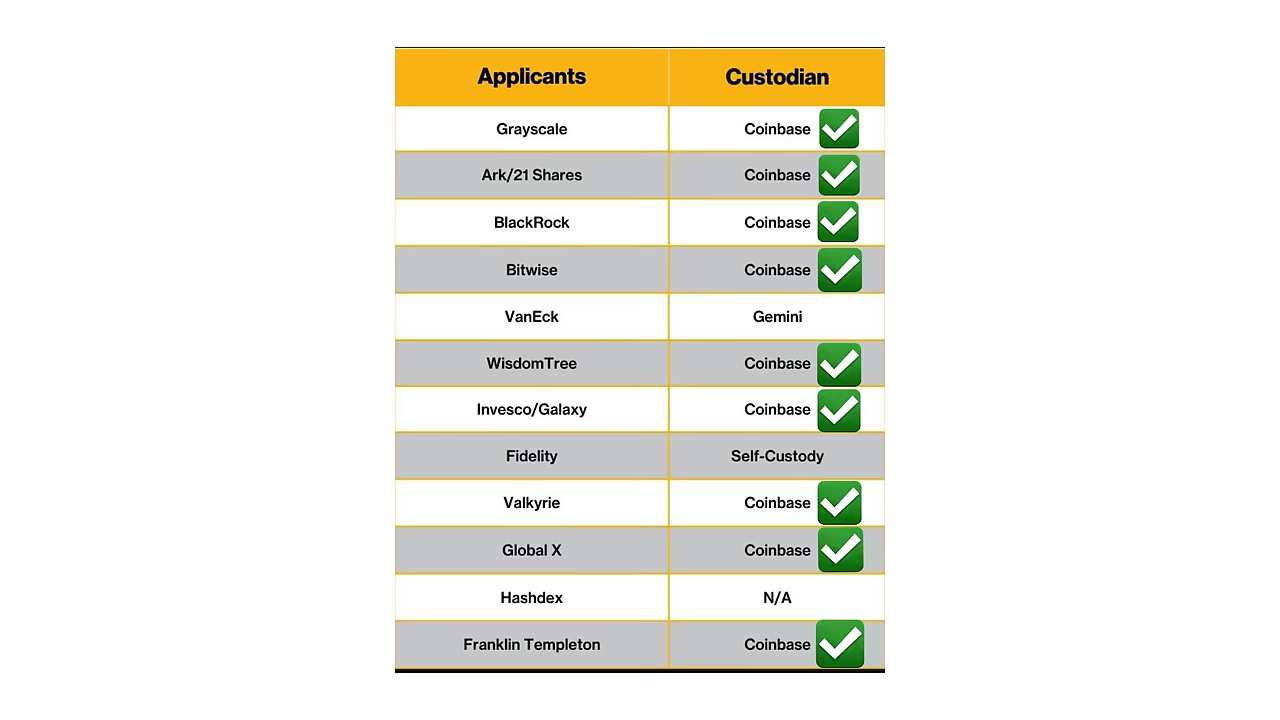 Applicants Custodian
Grayscale Coinbase
Ark/21 Shares Coinbase
BlackRock Coinbase
Bitwise Coinbase
VanEck Gemini
WisdomTree Coinbase
Invesco/Galaxy Coinbase
Fidelity Self-Custody
Valkyrie Coinbase
Global X Coinbase
Hashdex N/A
Franklin Templeton Coinbase